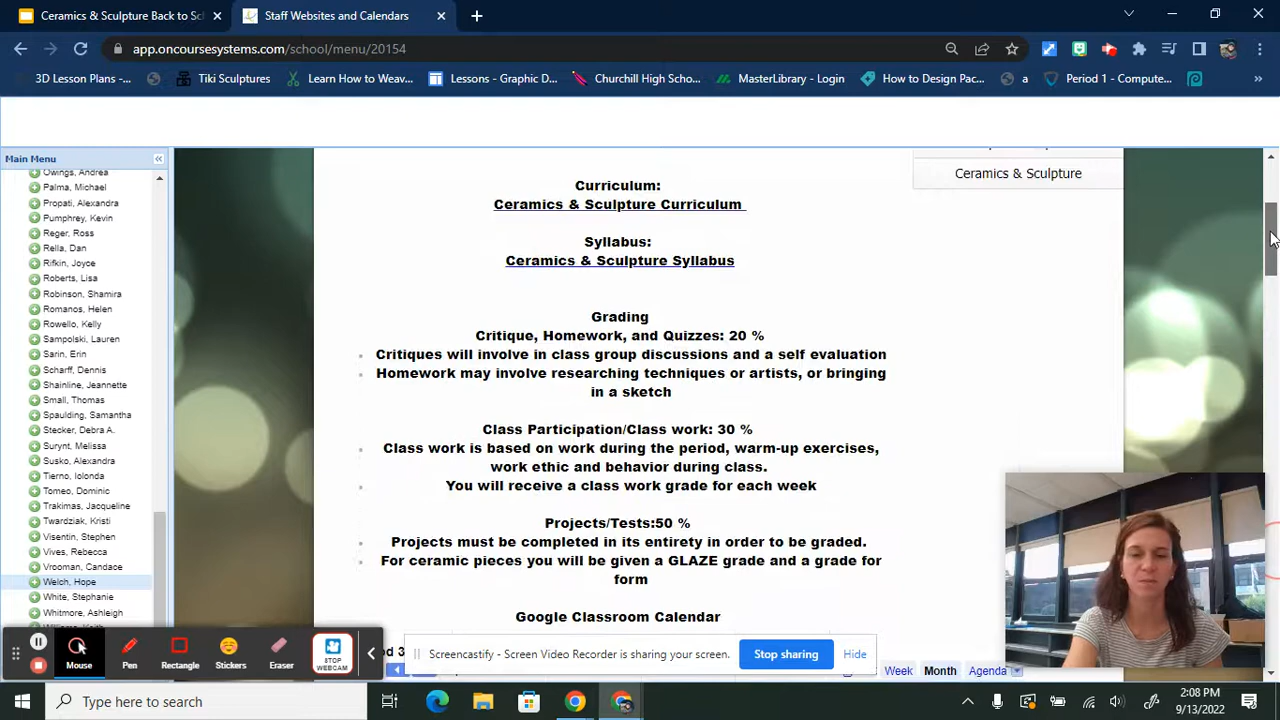 Ceramics & Sculpture Back to Sch
Staff Websites and Calendars
app.oncoursesystems.com/school/menu/20154
3D Lesson Plans -...
Tiki Sculptures
Learn How to Weav...
Lessons - Graphic D...
Churchill High Scho...
MasterLibrary - Login
How to Design Pac...
a
Period 1 - Compute...
Main Menu
Owings, Andrea
Palma, Michael
Propati, Alexandra
Pumphrey, Kevin
Reger, Ross
Rella, Dan
Rifkin, Joyce
Roberts, Lisa
Robinson, Shamira
Romanos, Helen
Rowello, Kelly
Sampolski, Lauren
Sarin, Erin
Scharff, Dennis
Shainline, Jeannette
Small, Thomas
Spaulding, Samantha
Stecker, Debra A.
Surynt, Melissa
Susko, Alexandra
Tierno, Iolonda
Tomeo, Dominic
Trakimas, Jacqueline
Twardziak, Kristi
Visentin, Stephen
Vives, Rebecca
Vrooman, Candace
Welch, Hope
White, Stephanie
Whitmore, Ashleigh
Ceramics & Sculpture
Curriculum:
Ceramics & Sculpture Curriculum
Syllabus:
Ceramics & Sculpture Syllabus
Grading
Critique, Homework, and Quizzes: 20 %
Critiques will involve in class group discussions and a self evaluation
Homework may involve researching techniques or artists, or bringing
in a sketch
Class Participation/Class work: 30 %
Class work is based on work during the period, warm-up exercises,
work ethic and behavior during class.
You will receive a class work grade for each week
Projects/Tests:50 %
Projects must be completed in its entirety in order to be graded.
For ceramic pieces you will be given a GLAZE grade and a grade for
form
Google Classroom Calendar
d 3
Week Month Agenda
Mouse
Pen
Rectangle
Stickers
Eraser
STOP WEBCAM
Screencastify - Screen Video Recorder is sharing your screen.
Stop sharing
Hide
Type here to search
2:08 PM
9/13/2022